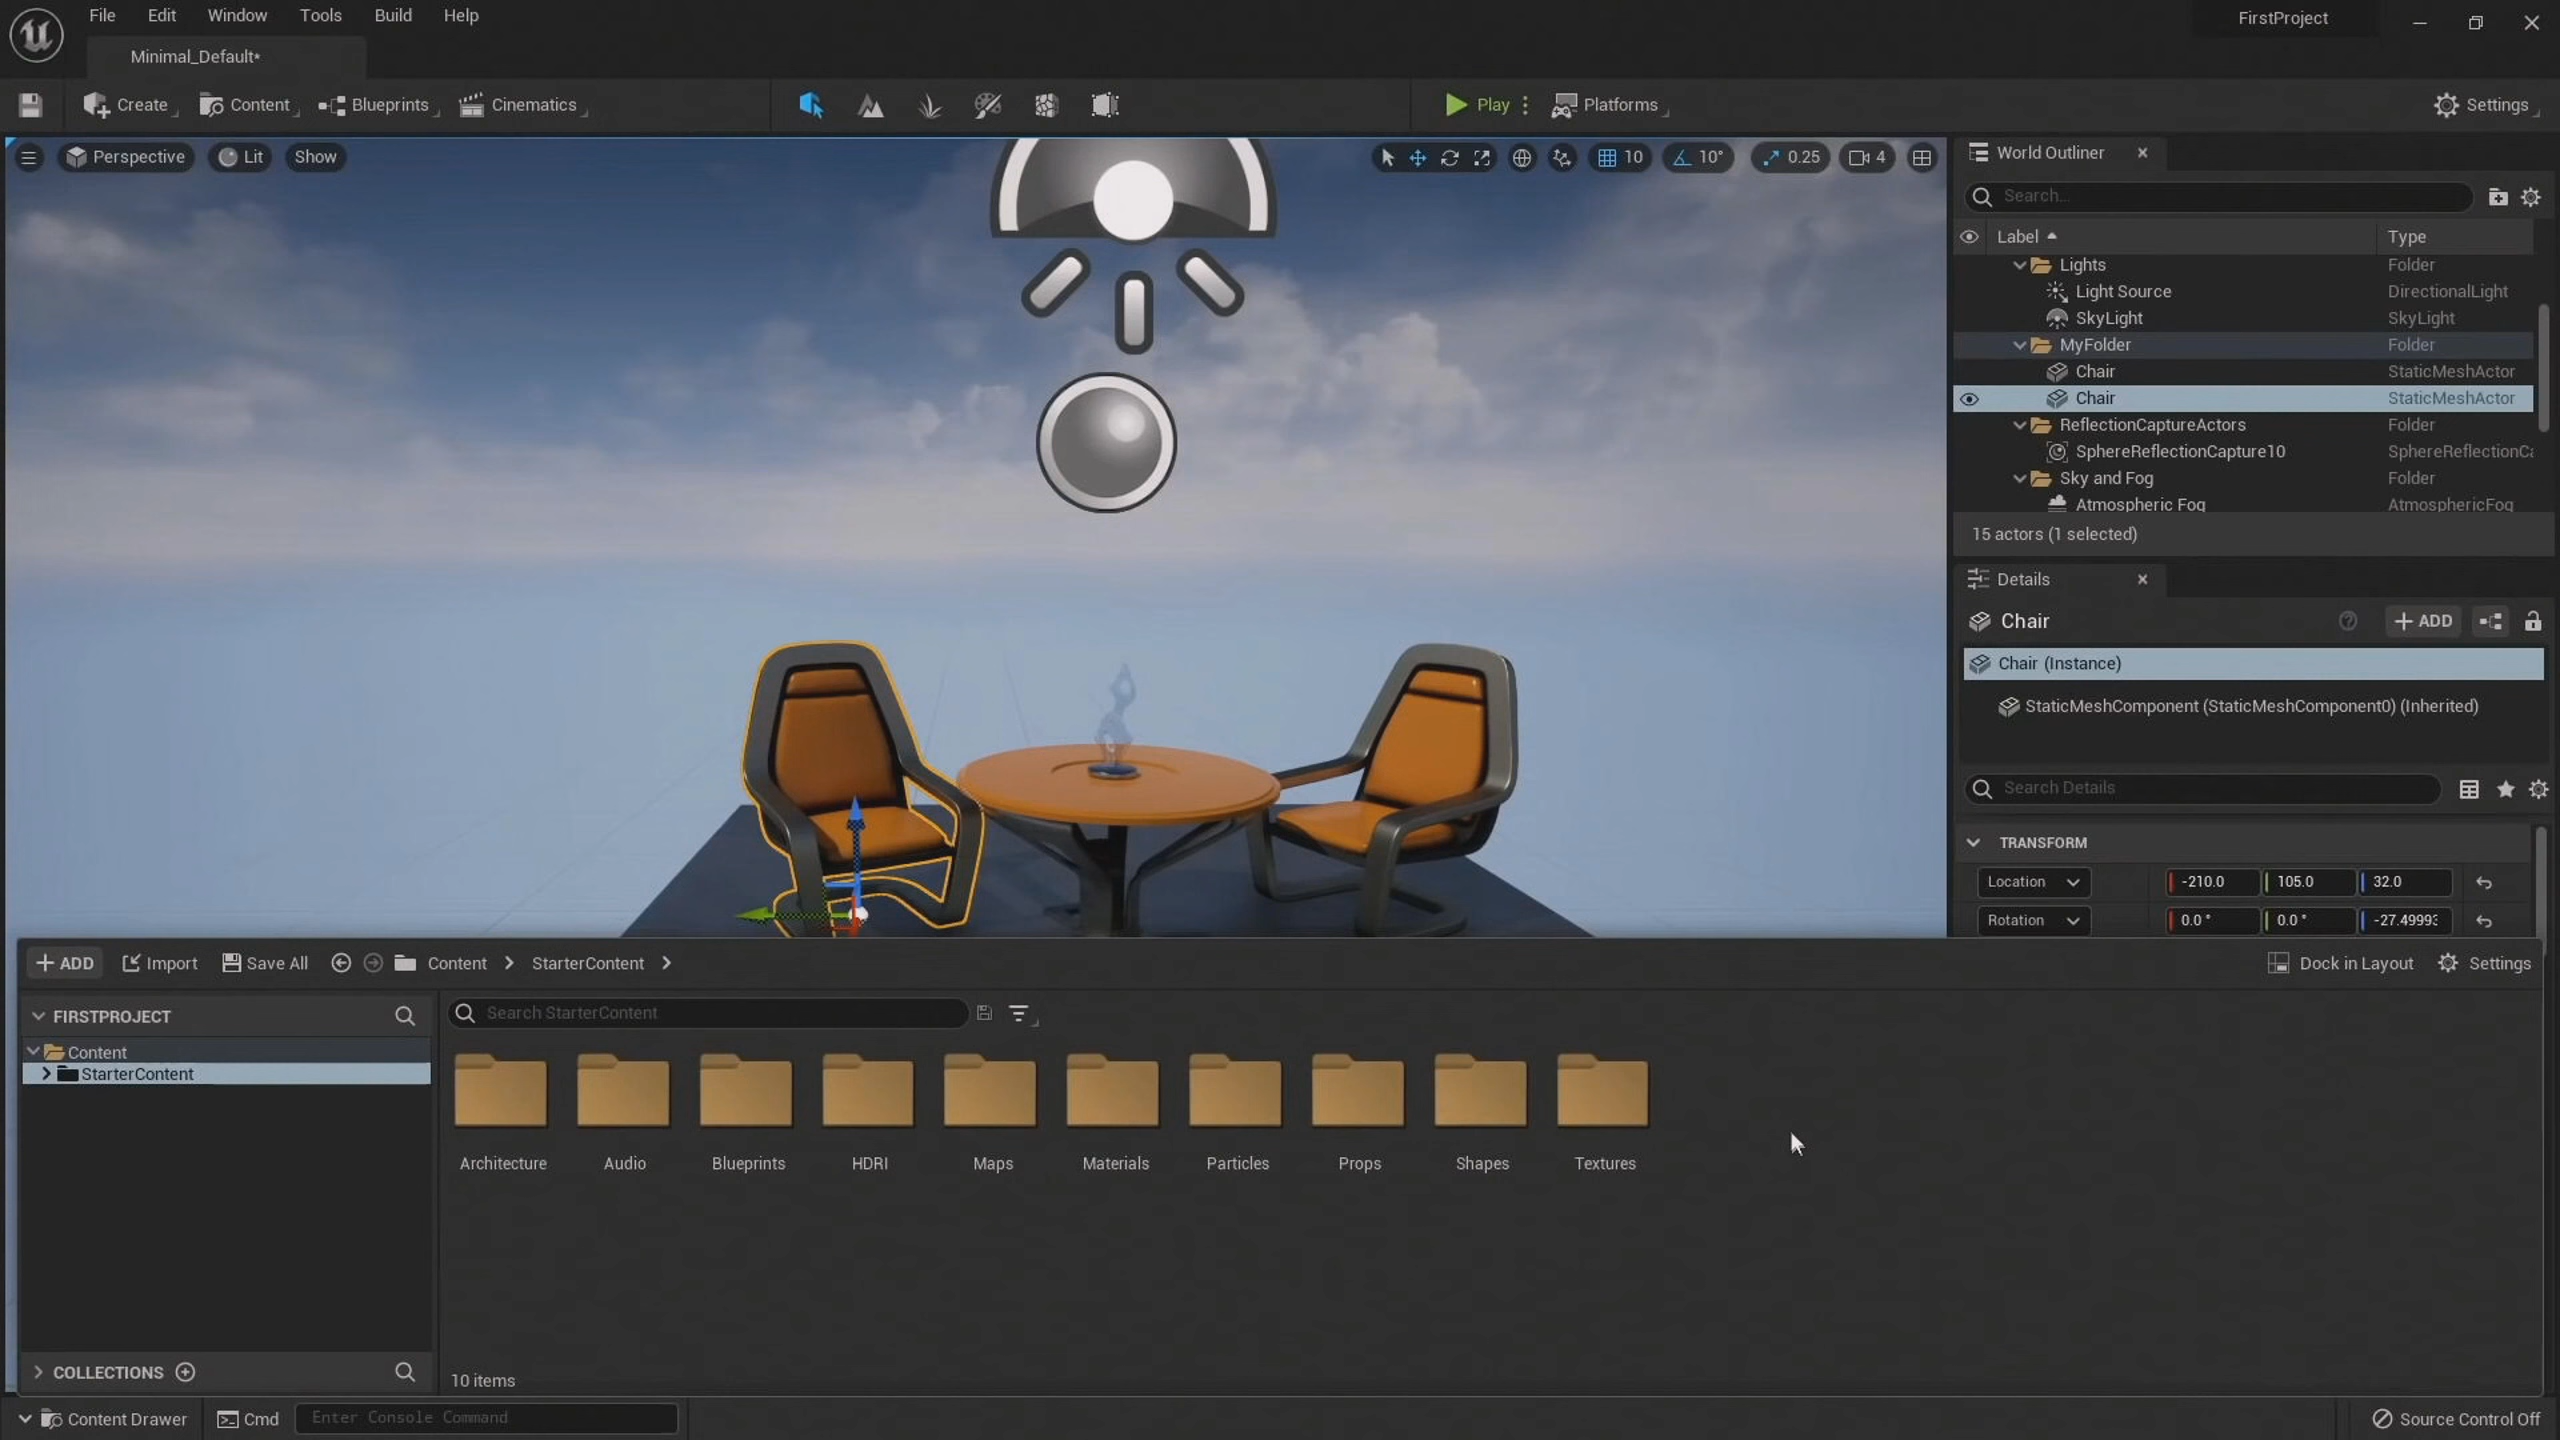 File Edit Window Tools Build Help
FirstProject
Minimal_Default*
Create Content Blueprints Cinematics Play Platforms Settings
Perspective Lit Show 10 10° 0.25 4
World Outliner
Search...
Label Type
Lights Folder
Light Source DirectionalLight
SkyLight SkyLight
MyFolder Folder
Chair StaticMeshActor
Chair StaticMeshActor
ReflectionCaptureActors Folder
SphereReflectionCapture10 SphereReflectionCa
Sky and Fog Folder
Atmospheric Fog AtmosphericFog
15 actors (1 selected)
Details
Chair + ADD
Chair (Instance)
StaticMeshComponent (StaticMeshComponent0) (Inherited)
Search Details
TRANSFORM
Location -210.0 105.0 32.0
Rotation 0.0 ° 0.0 ° -27.49993
+ ADD Import Save All Content > StarterContent > Dock in Layout Settings
FIRSTPROJECT
Search StarterContent
Content
StarterContent
Architecture Audio Blueprints HDRI Maps Materials Particles Props Shapes Textures
COLLECTIONS
10 items
Content Drawer Cmd Enter Console Command Source Control Off